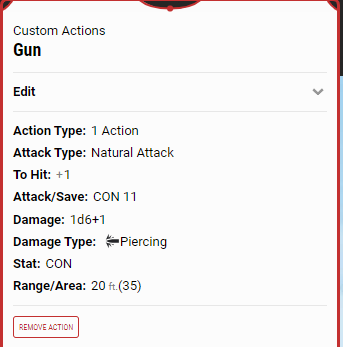 Custom Actions
Gun
Edit
Action Type: 1 Action
Attack Type: Natural Attack
To Hit: +1
Attack/Save: CON 11
Damage: 1d6+1
Damage Type: Piercing
Stat: CON
Range/Area: 20 ft.(35)
REMOVE ACTION